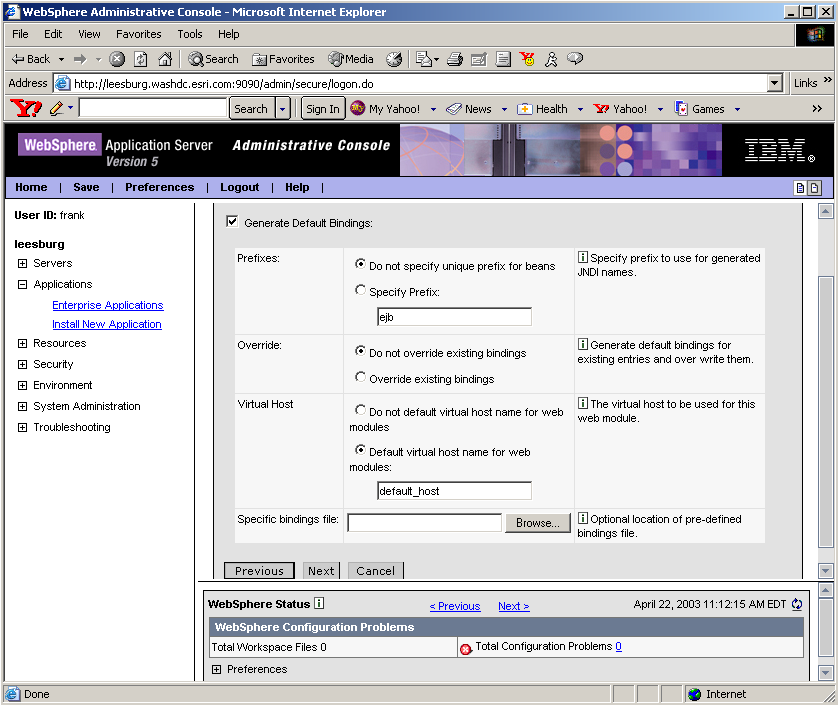 WebSphere Administrative Console - Microsoft Internet Explorer
File Edit View Favorites Tools Help
Back Search Favorites Media
Address http://leesburg.washdc.esri.com:9090/admin/secure/logon.do Links »
Y! Search Sign In My Yahoo! News Health Yahoo! Games »
WebSphere Application Server Administrative Console IBM®
Version 5
Home | Save | Preferences | Logout | Help |
User ID: frank
leesburg
Servers
Applications
Enterprise Applications
Install New Application
Resources
Security
Environment
System Administration
Troubleshooting
Generate Default Bindings:
Prefixes:
Do not specify unique prefix for beans
Specify Prefix:
ejb
i Specify prefix to use for generated
JNDI names.
Override:
Do not override existing bindings
Override existing bindings
i Generate default bindings for
existing entries and over write them.
Virtual Host
Do not default virtual host name for web
modules
Default virtual host name for web
modules:
default_host
i The virtual host to be used for this
web module.
Specific bindings file:
Browse...
i Optional location of pre-defined
bindings file.
Previous Next Cancel
WebSphere Status i < Previous Next > April 22, 2003 11:12:15 AM EDT
WebSphere Configuration Problems
Total Workspace Files 0 Total Configuration Problems 0
Preferences
Done Internet